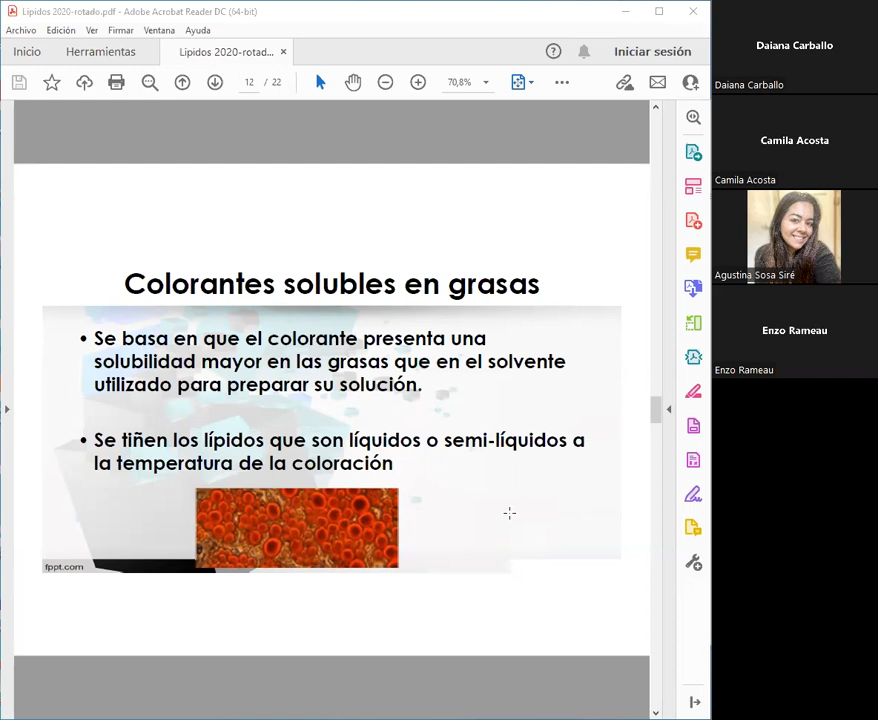 Lipidos 2020-rotado.pdf - Adobe Acrobat Reader DC (64-bit)
Archivo Edición Ver Firmar Ventana Ayuda
Inicio Herramientas Lipidos 2020-rotad... × Iniciar sesión
12 / 22 70,8%
Colorantes solubles en grasas
• Se basa en que el colorante presenta una
solubilidad mayor en las grasas que en el solvente
utilizado para preparar su solución.
• Se tiñen los lípidos que son líquidos o semi-líquidos a
la temperatura de la coloración
fppt.com
Daiana Carballo
Daiana Carballo
Camila Acosta
Camila Acosta
Agustina Sosa Siré
Enzo Rameau
Enzo Rameau